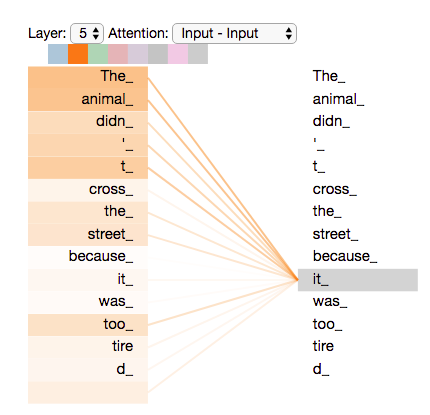 Layer: 5 Attention: Input - Input
The_ The_
animal_ animal_
didn_ didn_
'_ '_
t_ t_
cross_ cross_
the_ the_
street_ street_
because_ because_
it_ it_
was_ was_
too_ too_
tire tire
d_ d_